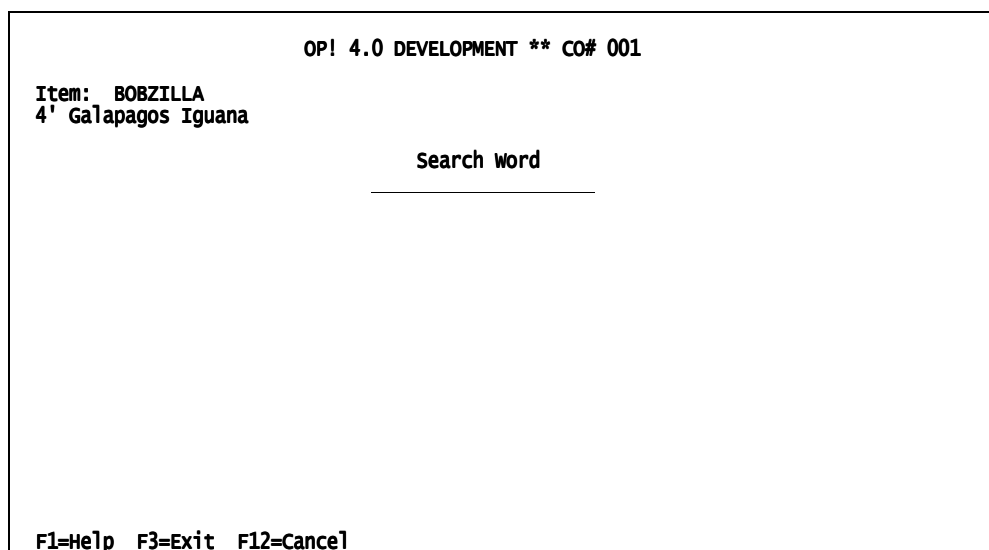 OP! 4.0 DEVELOPMENT ** CO# 001
Item:  BOBZILLA
4' Galapagos Iguana
Search Word
F1=Help  F3=Exit  F12=Cancel